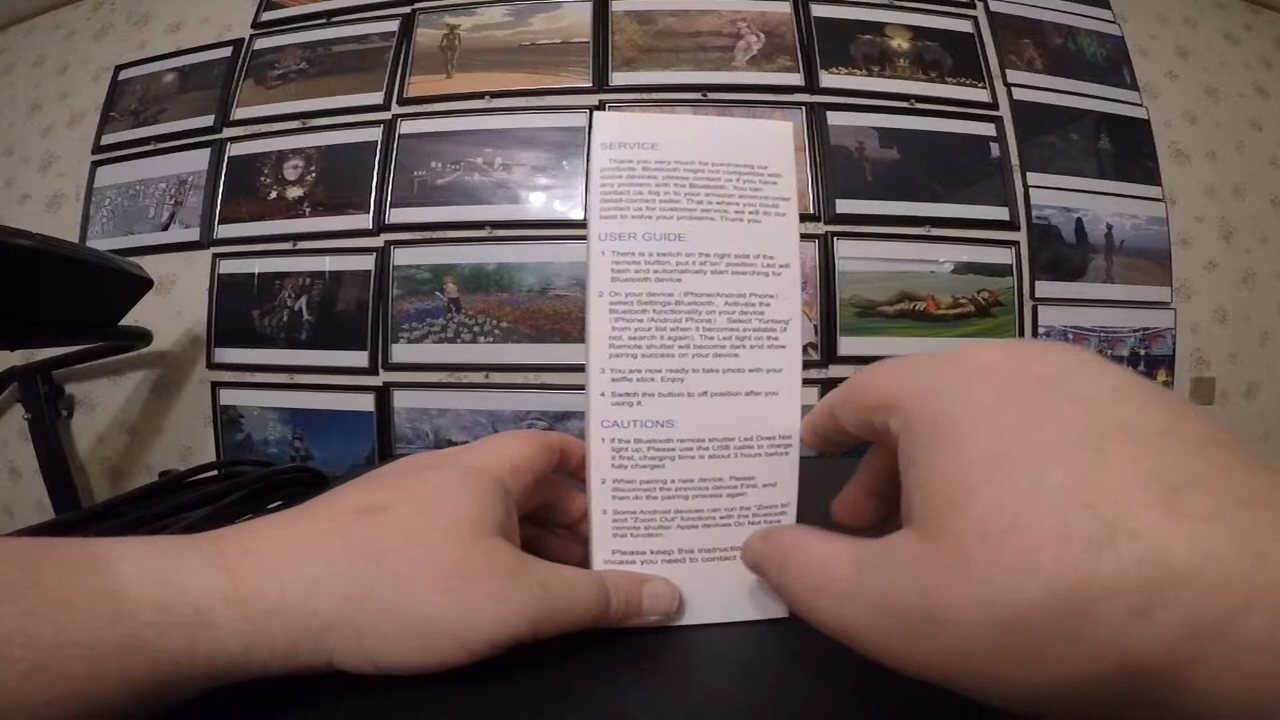 SERVICE
Thank you very much for purchasing our
products. Bluetooth might not compatible with
some devices, please contact us if you have
any problem with the Bluetooth. You can
contact us: log in to your amazon account-order
detail-contact seller. That is where you could
contact us for customer service, we will do our
best to solve your problems. Thank you
USER GUIDE:
1 There is a switch on the right side of the
remote button, put it at"on" position. Led will
flash and automatically start searching for
Bluetooth device.
2 On your device (iPhone/Android Phone) ,
select Settings-Bluetooth, Activate the
Bluetooth functionality on your device
(iPhone /Android Phone) . Select "Yunteng"
from your list when it becomes available (if
not, search it again). The Led light on the
Remote shutter will become dark and show
pairing success on your device.
3 You are now ready to take photo with your
selfie stick. Enjoy
4 Switch the button to off position after you
using it.
CAUTIONS:
1 If the Bluetooth remote shutter Led Does Not
light up, Please use the USB cable to charge
it first, charging time is about 3 hours before
fully charged.
2 When pairing a new device, Please
disconnect the previous device First, and
then do the pairing process again.
3 Some Android devices can run the "Zoom In"
and "Zoom Out" functions with the Bluetooth
remote shutter. Apple devices Do Not have
that function.
Please keep this
incase you need to contact